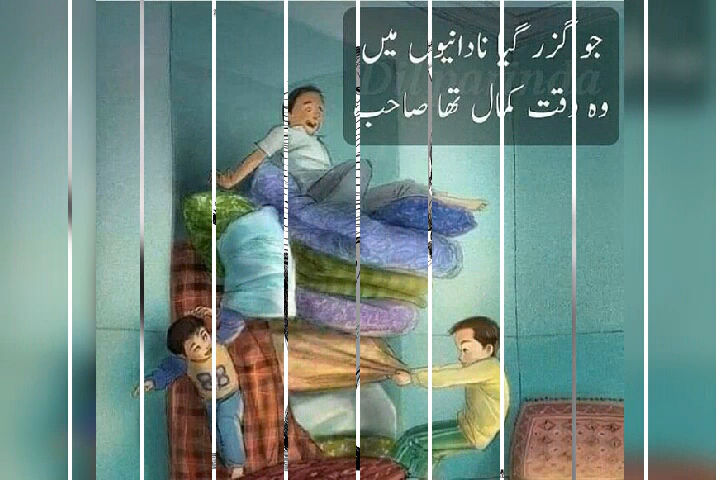 جو گزر گیا نادانیوں میں
وہ وقت کمال تھا صاحب